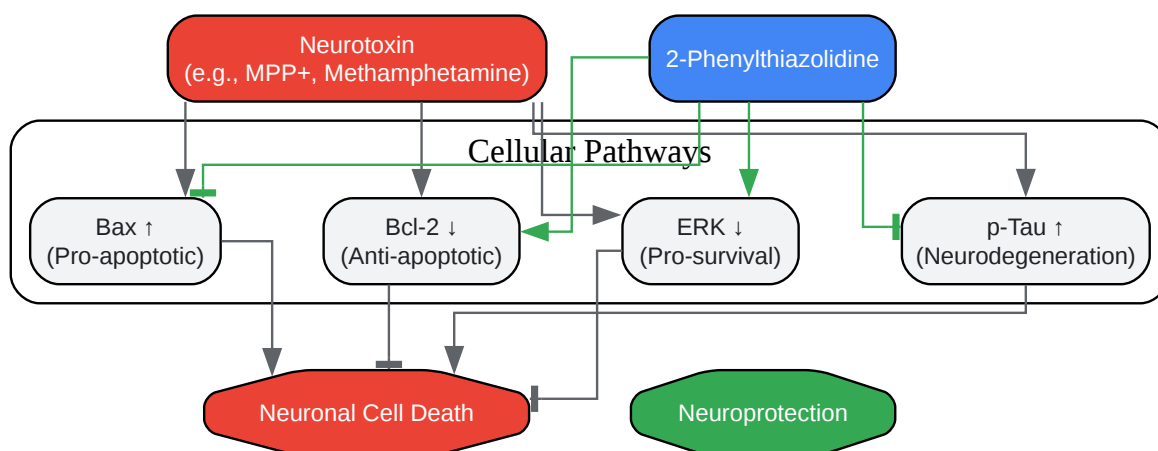 Neurotoxin
(e.g., MPP+, Methamphetamine)
2-Phenylthiazolidine
Cellular Pathways
Bax ↑
(Pro-apoptotic)
Bcl-2 ↓
(Anti-apoptotic)
ERK ↓
(Pro-survival)
p-Tau ↑
(Neurodegeneration)
Neuronal Cell Death
Neuroprotection